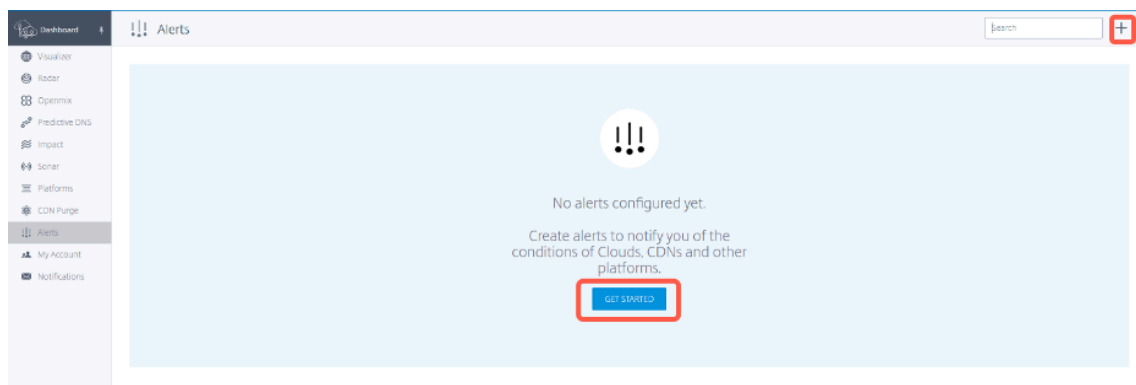 Dashboard
Alerts
Search
Visualizer
Radar
Openmix
Predictive DNS
Impact
Sonar
Platforms
CDN Purge
Alerts
My Account
Notifications
No alerts configured yet.
Create alerts to notify you of the
conditions of Clouds, CDNs and other
platforms.
GET STARTED